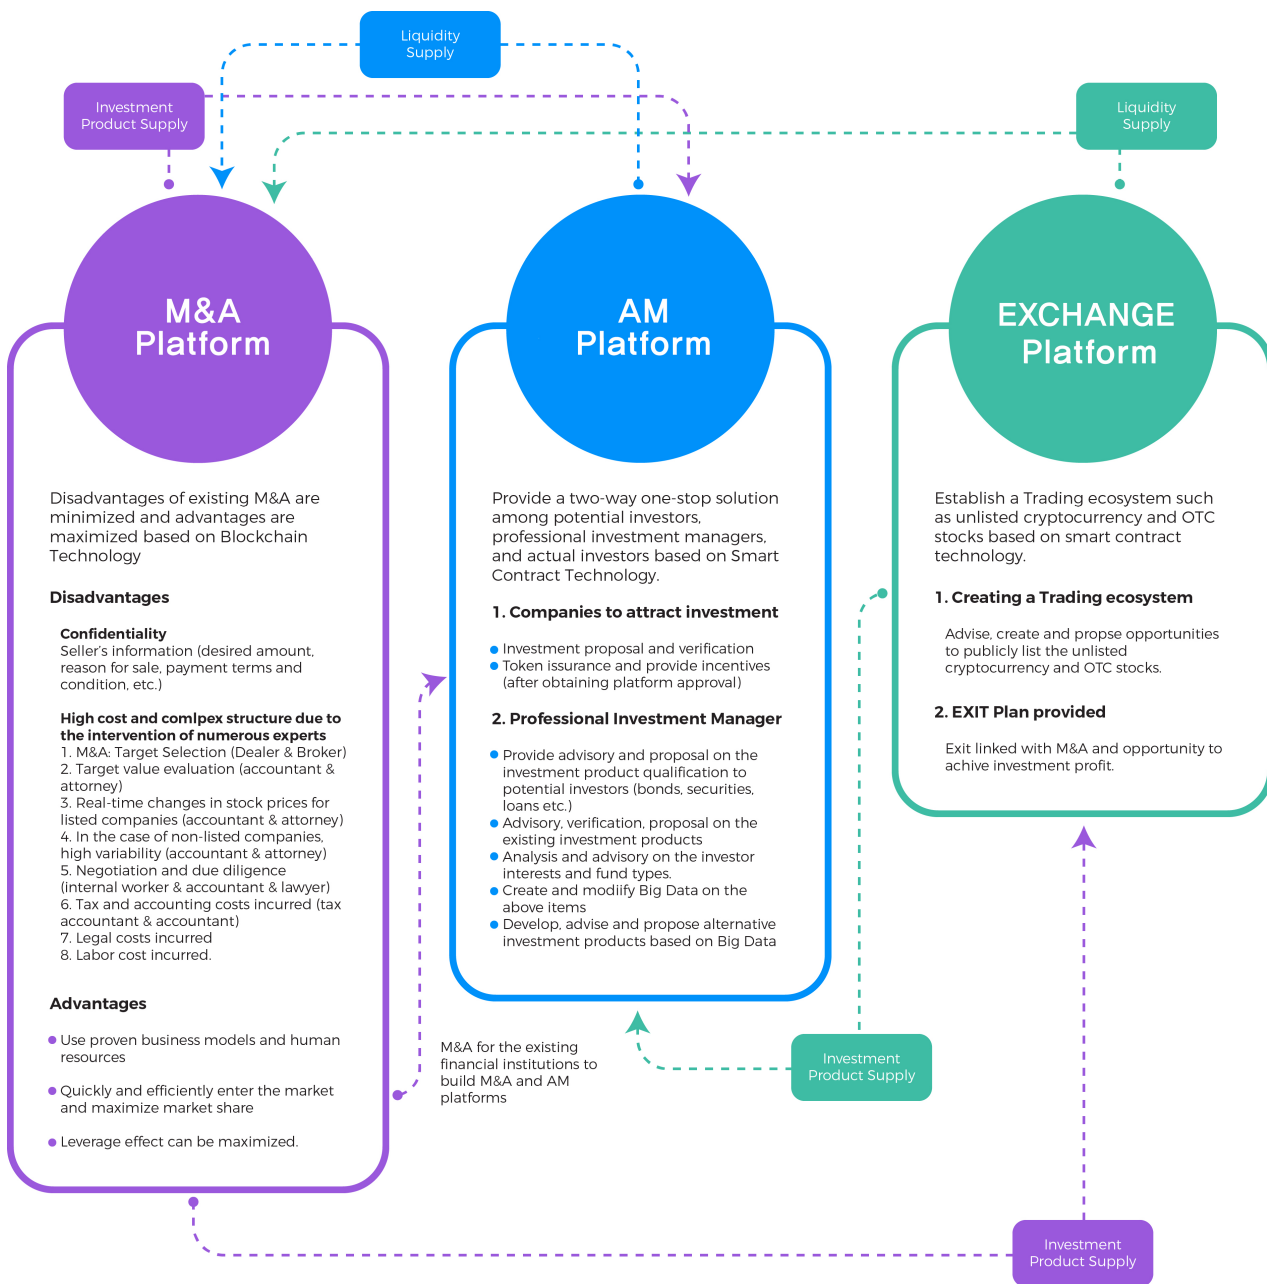 Liquidity
Supply
Investment
Product Supply
Liquidity
Supply
M&A
Platform
Disadvantages of existing M&A are
minimized and advantages are
maximized based on Blockchain
Technology
Disadvantages
Confidentiality
Seller's information (desired amount,
reason for sale, payment terms and
condition, etc.)
High cost and comlpex structure due to
the intervention of numerous experts
1. M&A: Target Selection (Dealer & Broker)
2. Target value evaluation (accountant &
attorney)
3. Real-time changes in stock prices for
listed companies (accountant & attorney)
4. In the case of non-listed companies,
high variability (accountant & attorney)
5. Negotiation and due diligence
(internal worker & accountant & lawyer)
6. Tax and accounting costs incurred (tax
accountant & accountant)
7. Legal costs incurred
8. Labor cost incurred.
Advantages
Use proven business models and human
resources
Quickly and efficiently enter the market
and maximize market share
Leverage effect can be maximized.
AM
Platform
Provide a two-way one-stop solution
among potential investors,
professional investment managers,
and actual investors based on Smart
Contract Technology.
1. Companies to attract investment
Investment proposal and verification
Token issurance and provide incentives
(after obtaining platform approval)
2. Professional Investment Manager
Provide advisory and proposal on the
investment product qualification to
potential investors (bonds, securities,
loans etc.)
Advisory, verification, proposal on the
existing investment products
Analysis and advisory on the investor
interests and fund types.
Create and modiify Big Data on the
above items
Develop, advise and propose alternative
investment products based on Big Data
EXCHANGE
Platform
Establish a Trading ecosystem such
as unlisted cryptocurrency and OTC
stocks based on smart contract
technology.
1. Creating a Trading ecosystem
Advise, create and propse opportunities
to publicly list the unlisted
cryptocurrency and OTC stocks.
2. EXIT Plan provided
Exit linked with M&A and opportunity to
achive investment profit.
M&A for the existing
financial institutions to
build M&A and AM
platforms
Investment
Product Supply
Investment
Product Supply